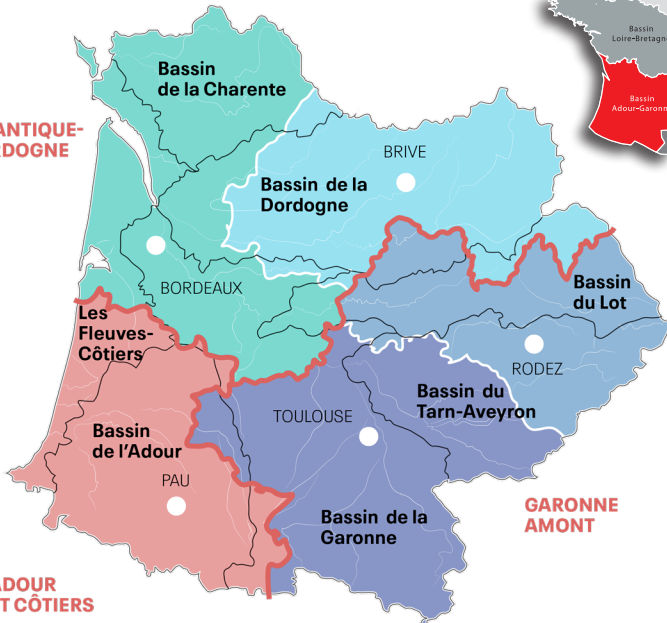 Bassin
Loire-Bretagne
Bassin
Adour-Garonne
Bassin
de la Charente
ANTIQUE-
DOGNE
BRIVE
Bassin de la
Dordogne
BORDEAUX
Bassin
du Lot
Les
Fleuves-
Côtiers
RODEZ
Bassin du
Tarn-Aveyron
TOULOUSE
Bassin
de l'Adour
PAU
Bassin de la
Garonne
GARONNE
AMONT
ADOUR
T CÔTIERS